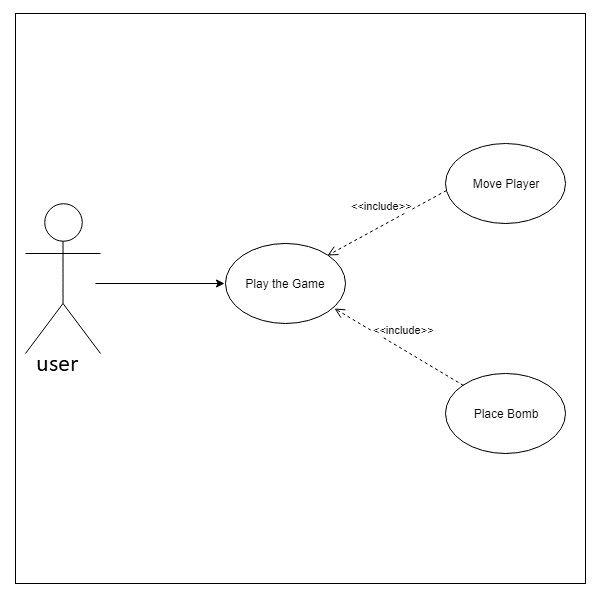 Move Player
<<include>>
Play the Game
<<include>>
user
Place Bomb